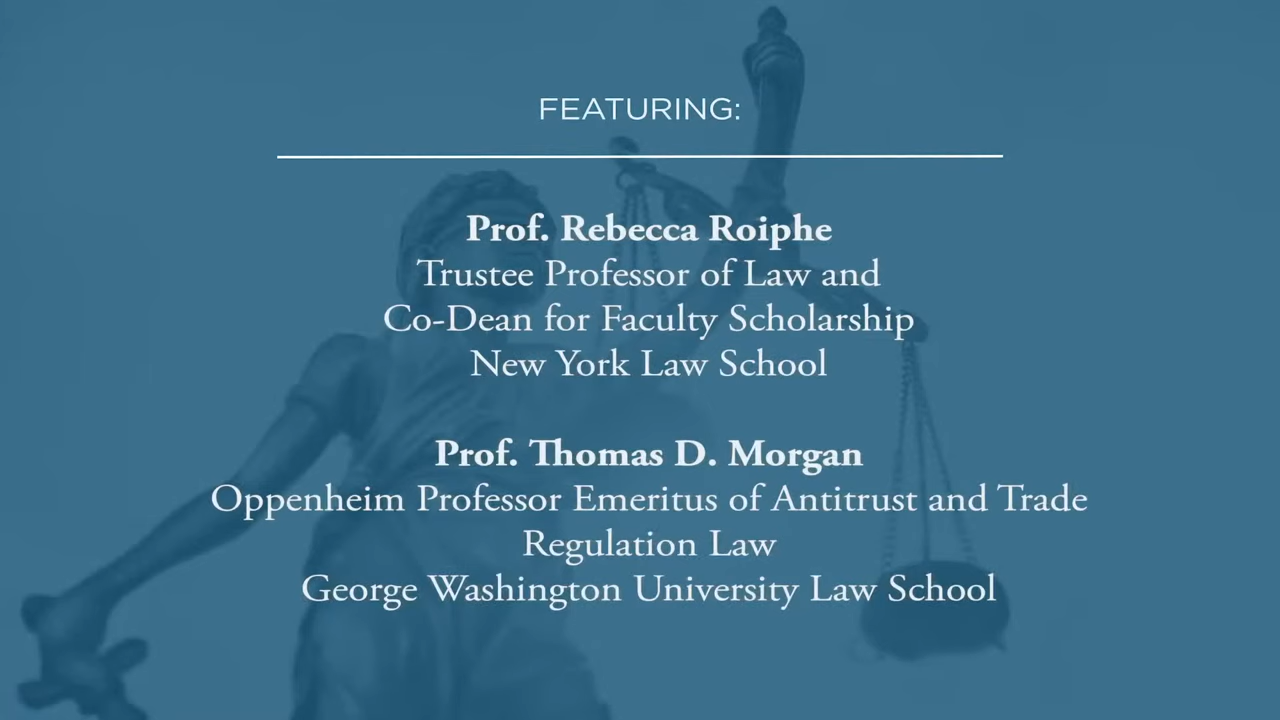 FEATURING:
Prof. Rebecca Roiphe
Trustee Professor of Law and
Co-Dean for Faculty Scholarship
New York Law School
Prof. Thomas D. Morgan
Oppenheim Professor Emeritus of Antitrust and Trade
Regulation Law
George Washington University Law School